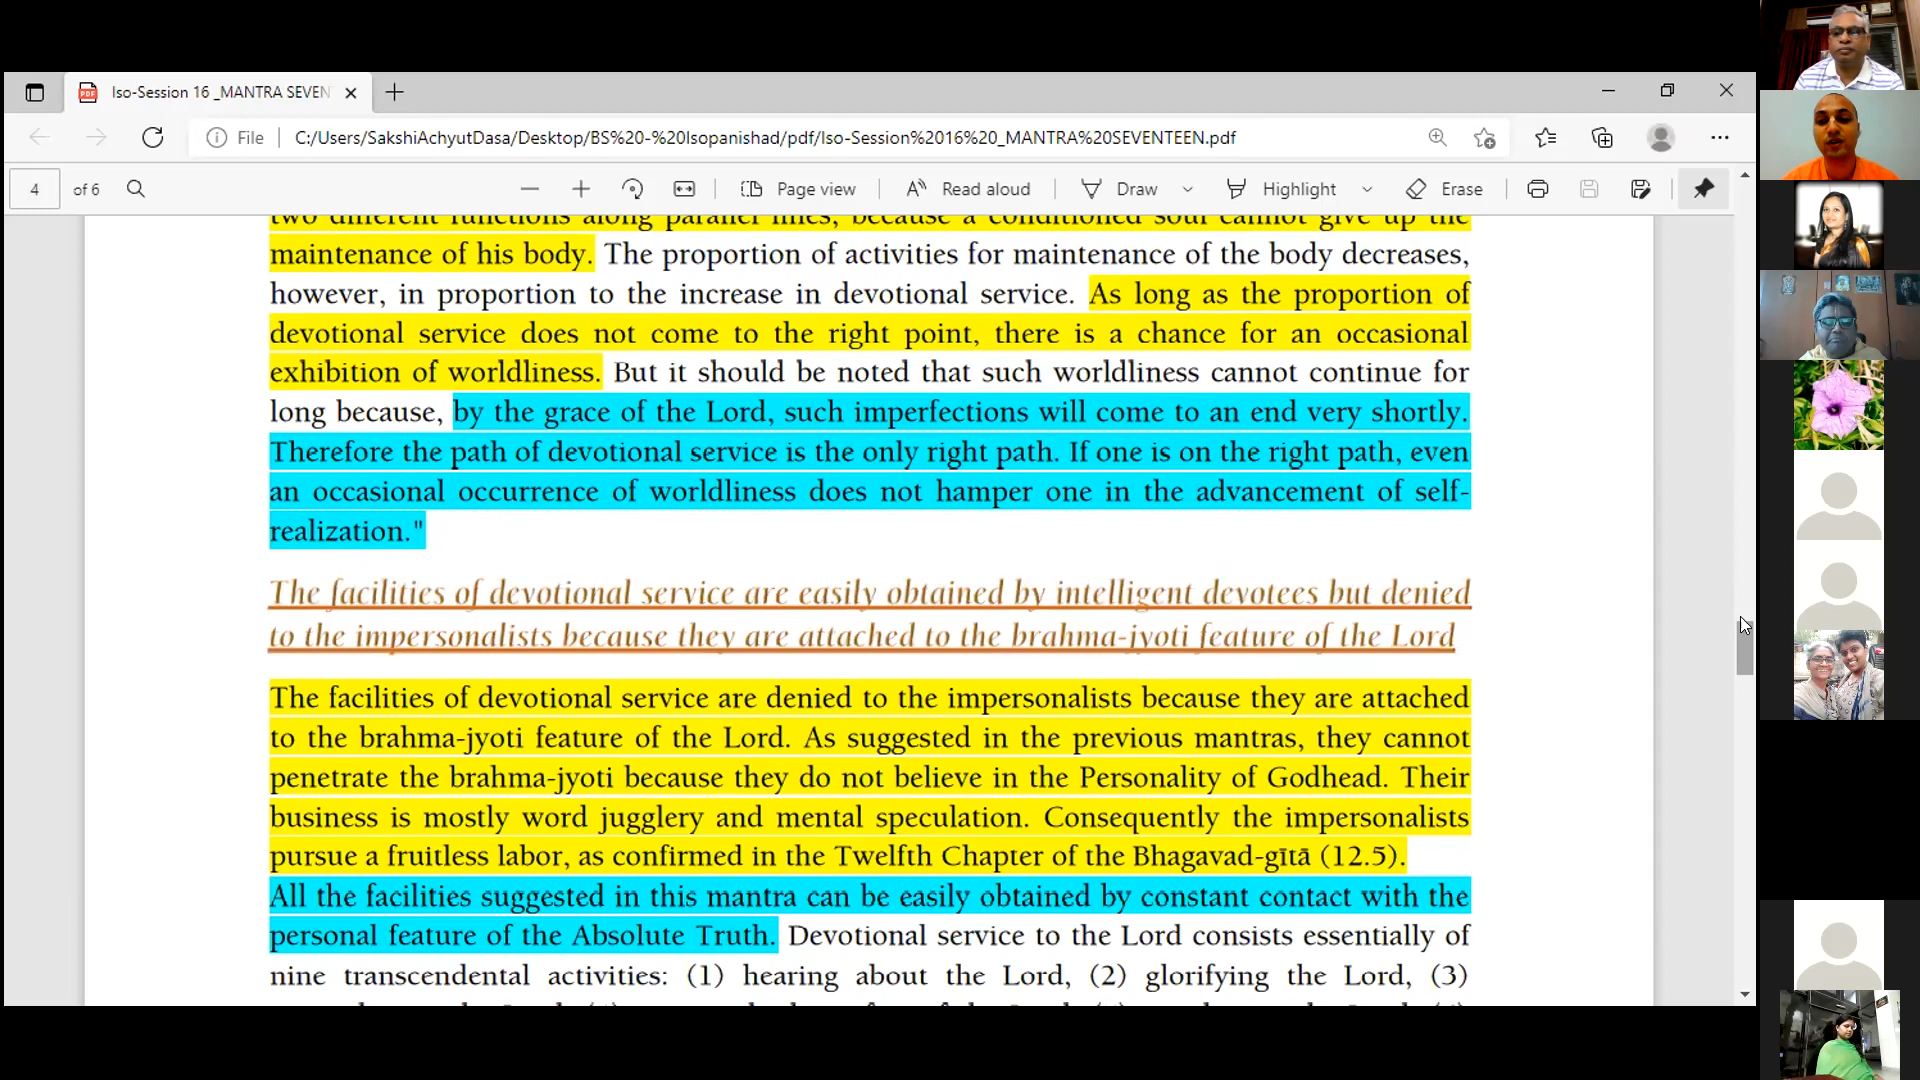 Iso-Session 16 _MANTRA SEVEN
File
C:/Users/SakshiAchyutDasa/Desktop/BS%20-%20Isopanishad/pdf/Iso-Session%2016%20_MANTRA%20SEVENTEEN.pdf
4 of 6
Page view
Read aloud
Draw
Highlight
Erase
two different functions along parallel lines, because a conditioned soul cannot give up the
maintenance of his body. The proportion of activities for maintenance of the body decreases,
however, in proportion to the increase in devotional service. As long as the proportion of
devotional service does not come to the right point, there is a chance for an occasional
exhibition of worldliness. But it should be noted that such worldliness cannot continue for
long because, by the grace of the Lord, such imperfections will come to an end very shortly.
Therefore the path of devotional service is the only right path. If one is on the right path, even
an occasional occurrence of worldliness does not hamper one in the advancement of self-
realization."
The facilities of devotional service are easily obtained by intelligent devotees but denied
to the impersonalists because they are attached to the brahma-jyoti feature of the Lord
The facilities of devotional service are denied to the impersonalists because they are attached
to the brahma-jyoti feature of the Lord. As suggested in the previous mantras, they cannot
penetrate the brahma-jyoti because they do not believe in the Personality of Godhead. Their
business is mostly word jugglery and mental speculation. Consequently the impersonalists
pursue a fruitless labor, as confirmed in the Twelfth Chapter of the Bhagavad-gītā (12.5).
All the facilities suggested in this mantra can be easily obtained by constant contact with the
personal feature of the Absolute Truth. Devotional service to the Lord consists essentially of
nine transcendental activities: (1) hearing about the Lord, (2) glorifying the Lord, (3)